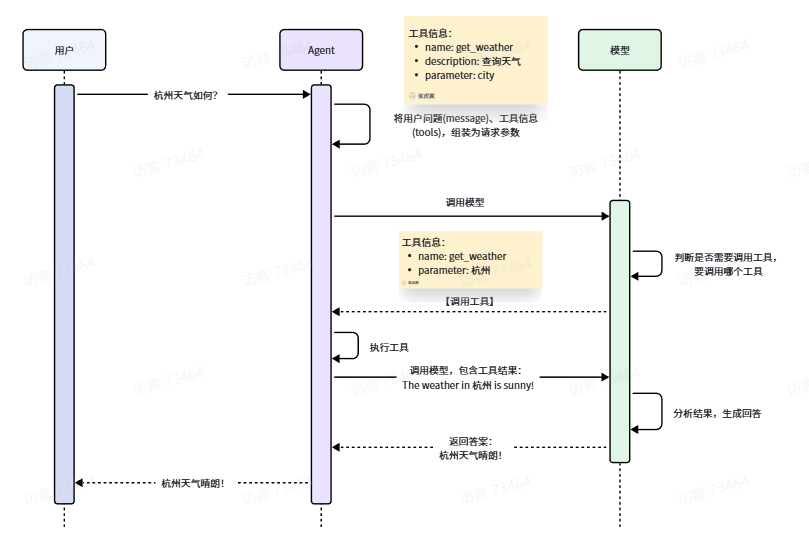 用户
Agent
模型
工具信息：
• name: get_weather
• description: 查询天气
• parameter: city
杭州天气如何？
将用户问题(message)、工具信息
(tools)，组装为请求参数
调用模型
工具信息：
• name: get_weather
• parameter: 杭州
判断是否需要调用工具，
要调用哪个工具
【调用工具】
执行工具
调用模型，包含工具结果：
The weather in 杭州 is sunny!
分析结果，生成回答
返回答案：
杭州天气晴朗！
杭州天气晴朗！
访客 73464